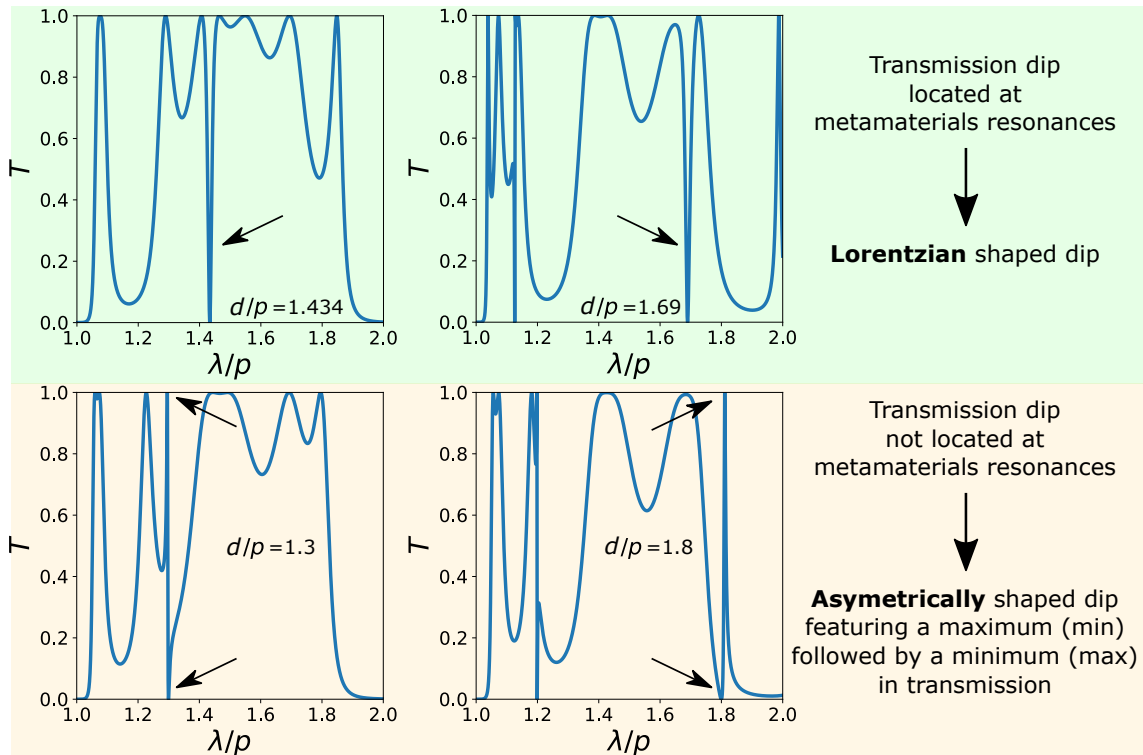 1.0
0.8
0.6
0.4
0.2
0.0
T
1.0 1.2 1.4 1.6 1.8 2.0
λ/p
d/p=1.434
1.0
0.8
0.6
0.4
0.2
0.0
T
1.0 1.2 1.4 1.6 1.8 2.0
λ/p
d/p=1.69
Transmission dip
located at
metamaterials resonances
Lorentzian shaped dip
1.0
0.8
0.6
0.4
0.2
0.0
T
1.0 1.2 1.4 1.6 1.8 2.0
λ/p
d/p=1.3
1.0
0.8
0.6
0.4
0.2
0.0
T
1.0 1.2 1.4 1.6 1.8 2.0
λ/p
d/p=1.8
Transmission dip
not located at
metamaterials resonances
Asymetrically shaped dip
featuring a maximum (min)
followed by a minimum (max)
in transmission